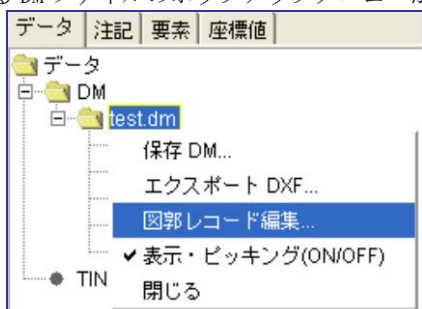 データ 注記 要素 座標値
データ
DM
test.dm
保存 DM...
エクスポート DXF...
図郭レコード編集...
表示・ピッキング(ON/OFF)
TIN
閉じる